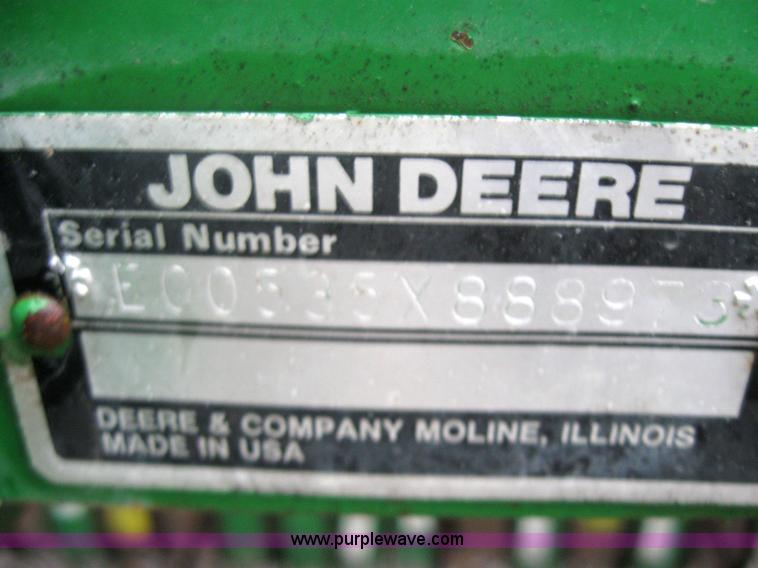 JOHN DEERE
Serial Number
DEERE & COMPANY MOLINE, ILLINOIS
MADE IN USA
www.purplewave.com